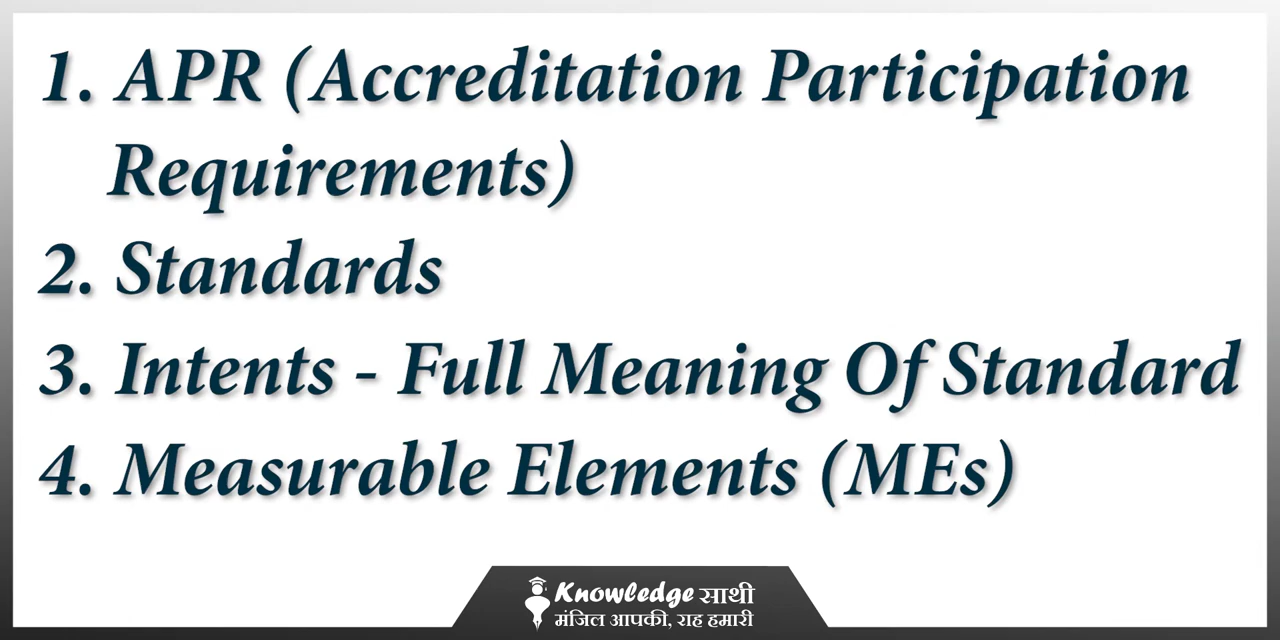 1. APR (Accreditation Participation
Requirements)
2. Standards
3. Intents - Full Meaning Of Standard
4. Measurable Elements (MEs)
Knowledge साथी
मंजिल आपकी, राह हमारी